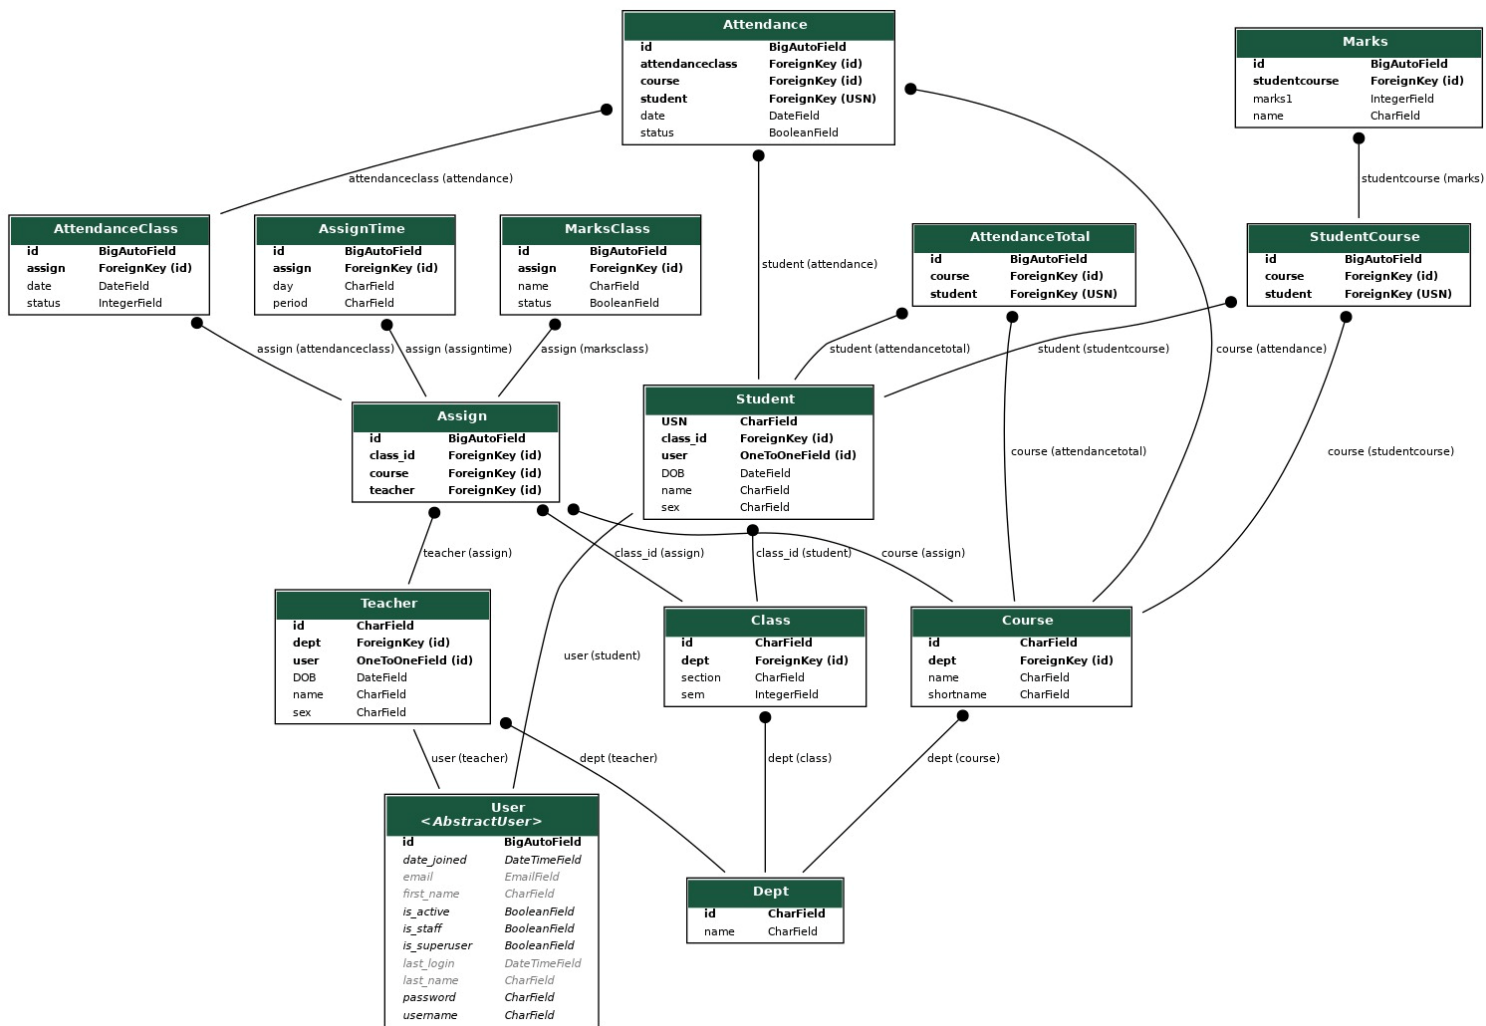 Attendance
id BigAutoField
attendanceclass ForeignKey (id)
course ForeignKey (id)
student ForeignKey (USN)
date DateField
status BooleanField
Marks
id BigAutoField
studentcourse ForeignKey (id)
marks1 IntegerField
name CharField
attendanceclass (attendance)
studentcourse (marks)
AttendanceClass
id BigAutoField
assign ForeignKey (id)
date DateField
status IntegerField
AssignTime
id BigAutoField
assign ForeignKey (id)
day CharField
period CharField
MarksClass
id BigAutoField
assign ForeignKey (id)
name CharField
status BooleanField
student (attendance)
AttendanceTotal
id BigAutoField
course ForeignKey (id)
student ForeignKey (USN)
StudentCourse
id BigAutoField
course ForeignKey (id)
student ForeignKey (USN)
assign (attendanceclass)
assign (assigntime)
assign (marksclass)
student (attendancetotal)
student (studentcourse)
course (attendance)
Assign
id BigAutoField
class_id ForeignKey (id)
course ForeignKey (id)
teacher ForeignKey (id)
Student
USN CharField
class_id ForeignKey (id)
user OneToOneField (id)
DOB DateField
name CharField
sex CharField
course (attendancetotal)
course (studentcourse)
teacher (assign)
class_id (assign)
class_id (student)
course (assign)
Teacher
id CharField
dept ForeignKey (id)
user OneToOneField (id)
DOB DateField
name CharField
sex CharField
user (student)
Class
id CharField
dept ForeignKey (id)
section CharField
sem IntegerField
Course
id CharField
dept ForeignKey (id)
name CharField
shortname CharField
user (teacher)
dept (teacher)
dept (class)
dept (course)
User
<AbstractUser>
id BigAutoField
date_joined DateTimeField
email EmailField
first_name CharField
is_active BooleanField
is_staff BooleanField
is_superuser BooleanField
last_login DateTimeField
last_name CharField
password CharField
username CharField
Dept
id CharField
name CharField